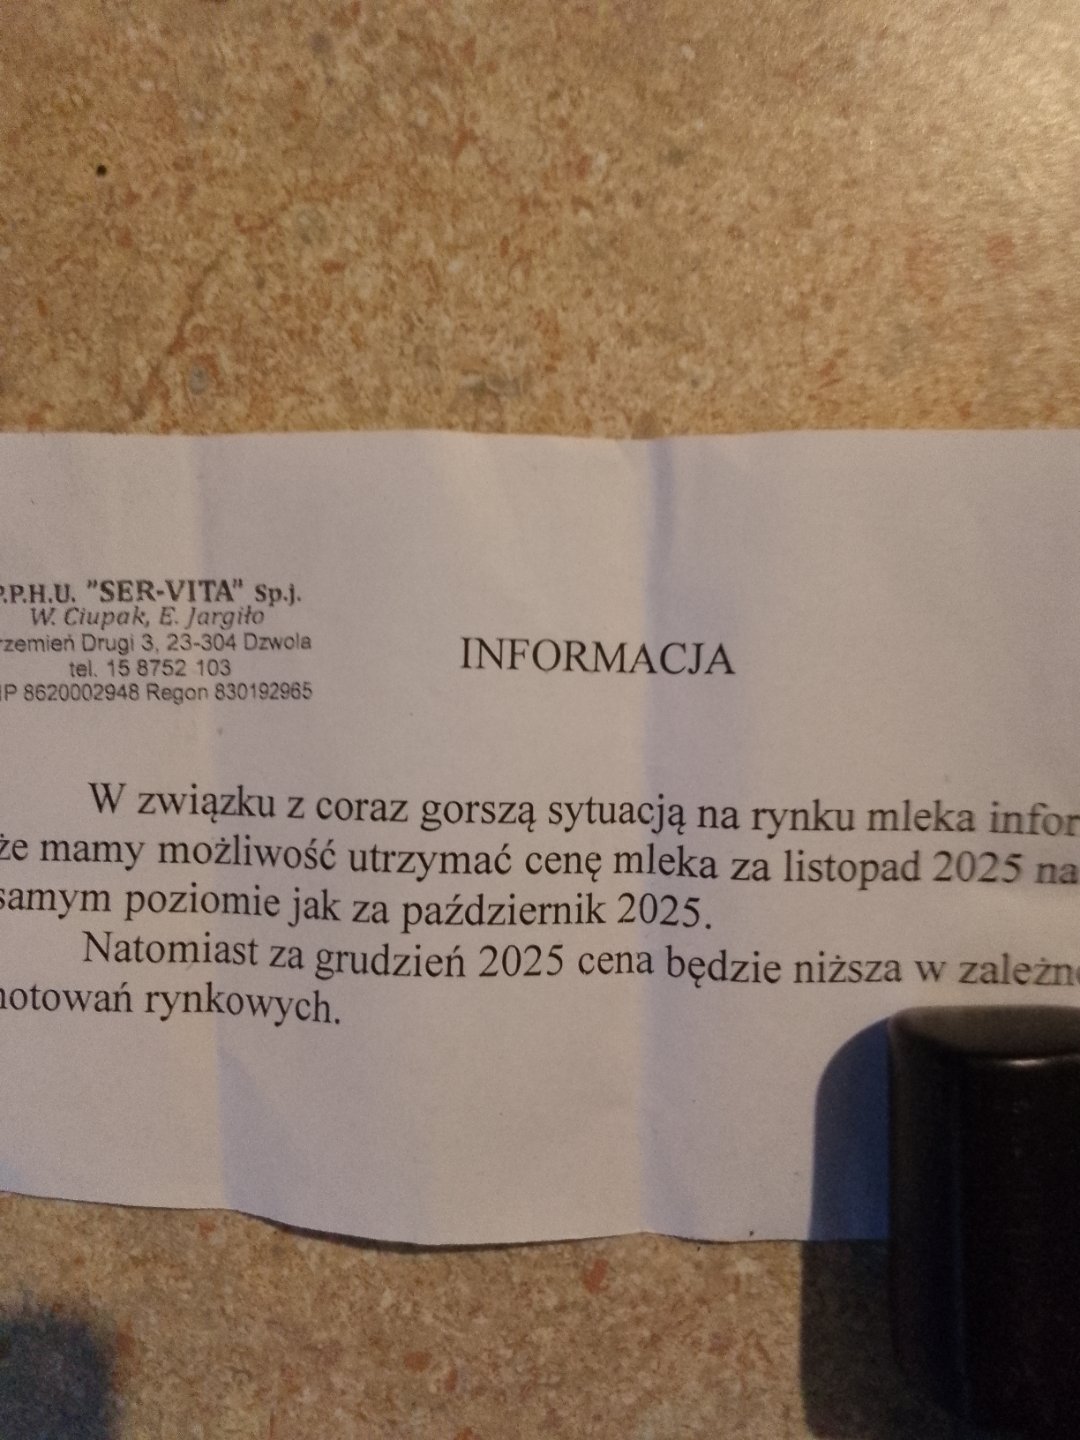 P.P.H.U. "SER-VITA" Sp.j.
W. Ciupak, E. Jargiło
rzemień Drugi 3, 23-304 Dzwola
tel. 15 8752 103
IP 8620002948 Regon 830192965
INFORMACJA
W związku z coraz gorszą sytuacją na rynku mleka infor
że mamy możliwość utrzymać cenę mleka za listopad 2025 na
samym poziomie jak za październik 2025.
Natomiast za grudzień 2025 cena będzie niższa w zależno
notowań rynkowych.